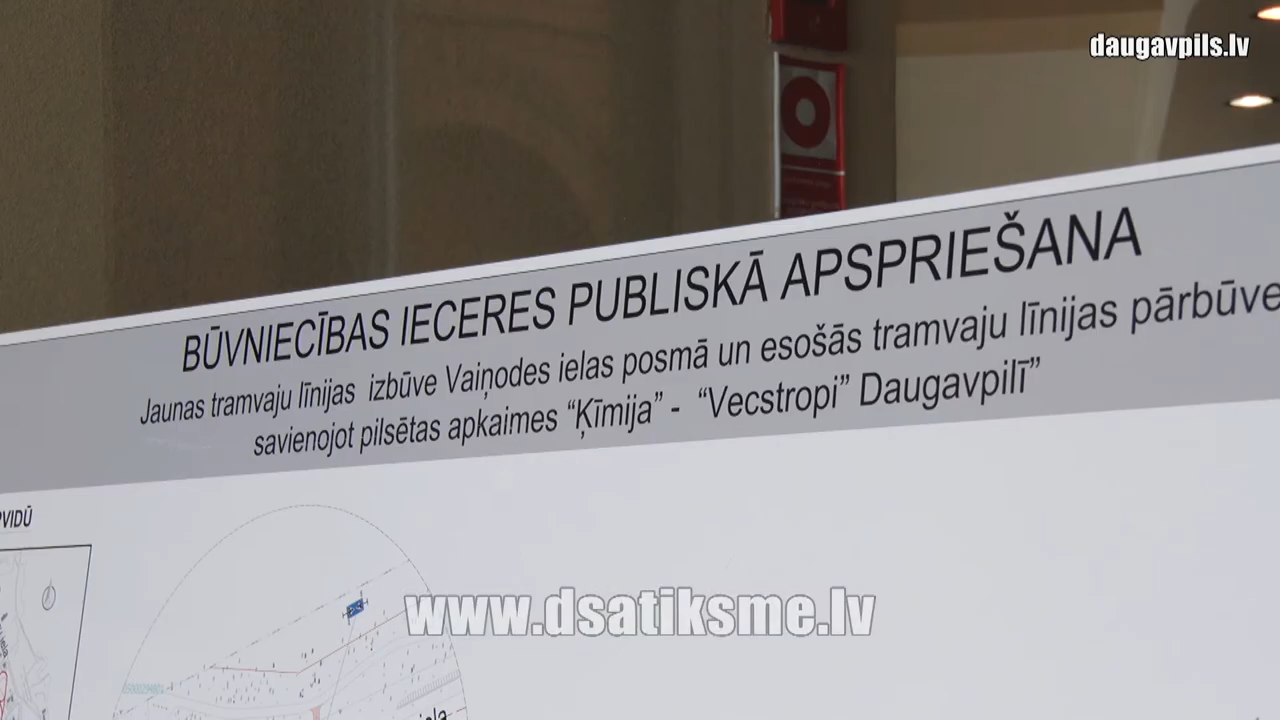 daugavpils.lv
BŪVNIECĪBAS IECERES PUBLISKĀ APSPRIEŠANA
Jaunas tramvaju līnijas izbūve Vaiņodes ielas posmā un esošās tramvaju līnijas pārbūve
savienojot pilsētas apkaimes “Ķīmija” - “Vecstropi” Daugavpilī”
www.dsatiksme.lv